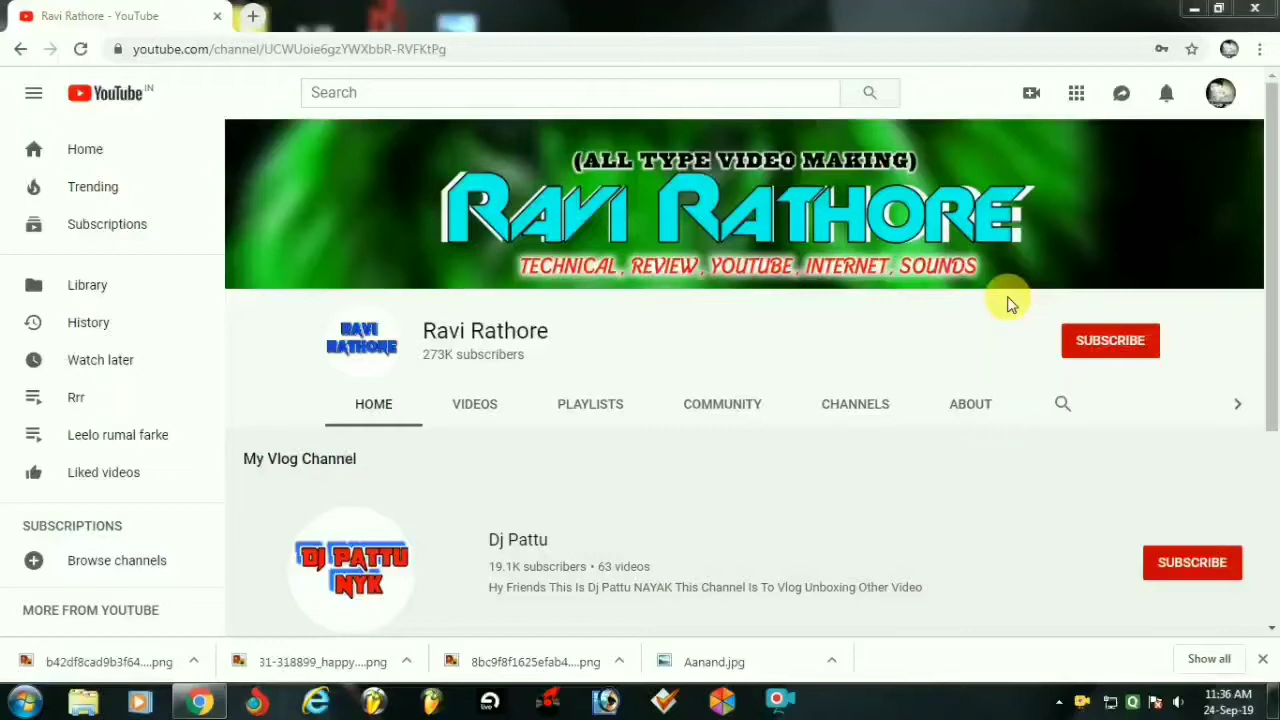 Ravi Rathore - YouTube
youtube.com/channel/UCWUoie6gzYWXbbR-RVFKtPg
YouTube IN
Search
Home
Trending
Subscriptions
Library
History
Watch later
Rrr
Leelo rumal farke
Liked videos
SUBSCRIPTIONS
Browse channels
MORE FROM YOUTUBE
(ALL TYPE VIDEO MAKING)
RAVI RATHORE
TECHNICAL , REVIEW , YOUTUBE , INTERNET , SOUNDS
RAVI
RATHORE
Ravi Rathore
273K subscribers
SUBSCRIBE
HOME VIDEOS PLAYLISTS COMMUNITY CHANNELS ABOUT
My Vlog Channel
DJ PATTU
NYK
Dj Pattu
19.1K subscribers • 63 videos
Hy Friends This Is Dj Pattu NAYAK This Channel Is To Vlog Unboxing Other Video
SUBSCRIBE
b42df8cad9b3f64....png 31-318899_happy....png 8bc9f8f1625efab4....png Aanand.jpg Show all
11:36 AM
24-Sep-19